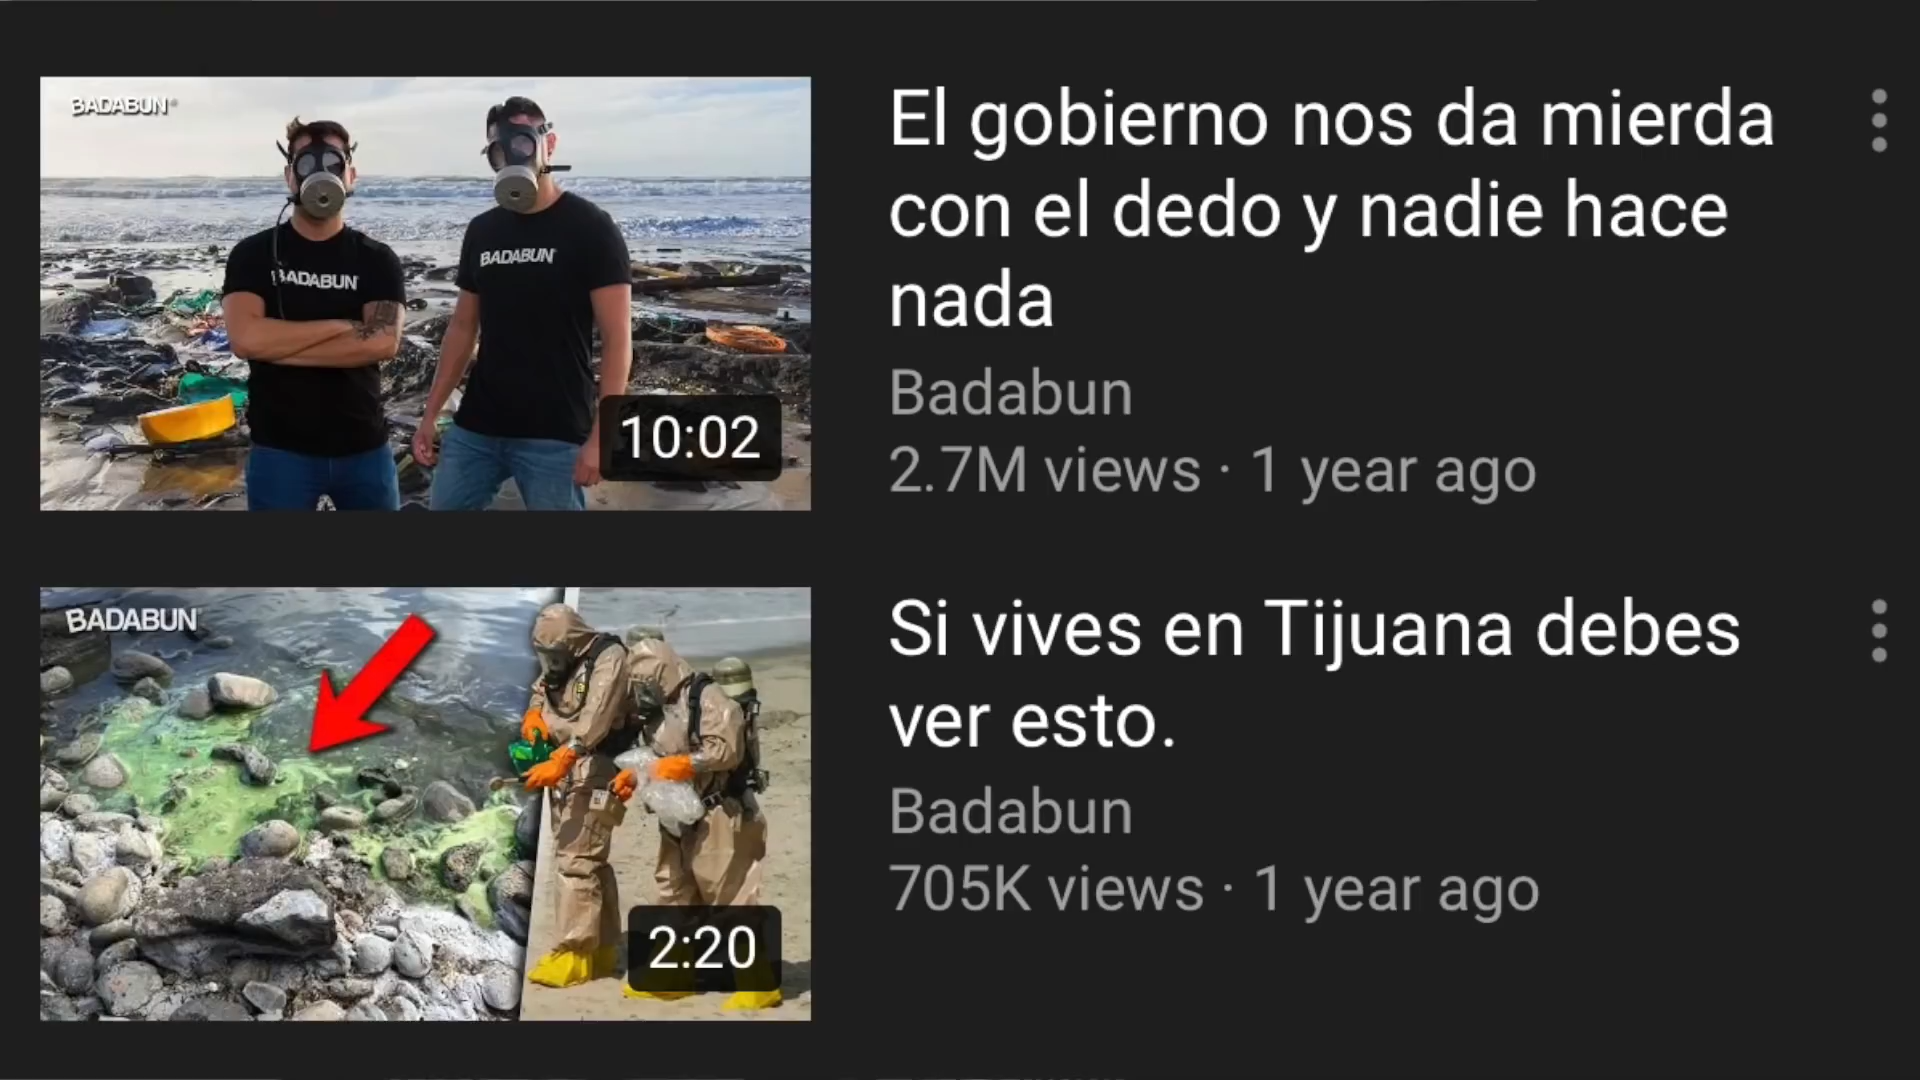 BADABUN
BADABUN
BADABUN
10:02
El gobierno nos da mierda
con el dedo y nadie hace
nada
Badabun
2.7M views · 1 year ago
BADABUN
2:20
Si vives en Tijuana debes
ver esto.
Badabun
705K views · 1 year ago